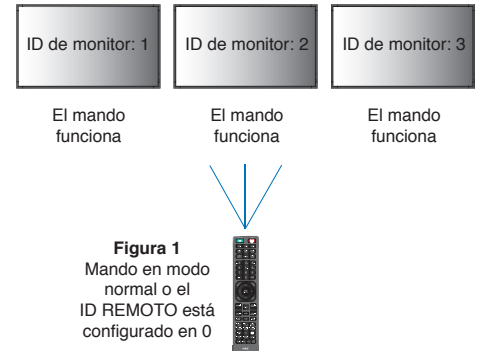 ID de monitor: 1
ID de monitor: 2
ID de monitor: 3
El mando
funciona
El mando
funciona
El mando
funciona
Figura 1
Mando en modo
normal o el
ID REMOTO está
configurado en 0